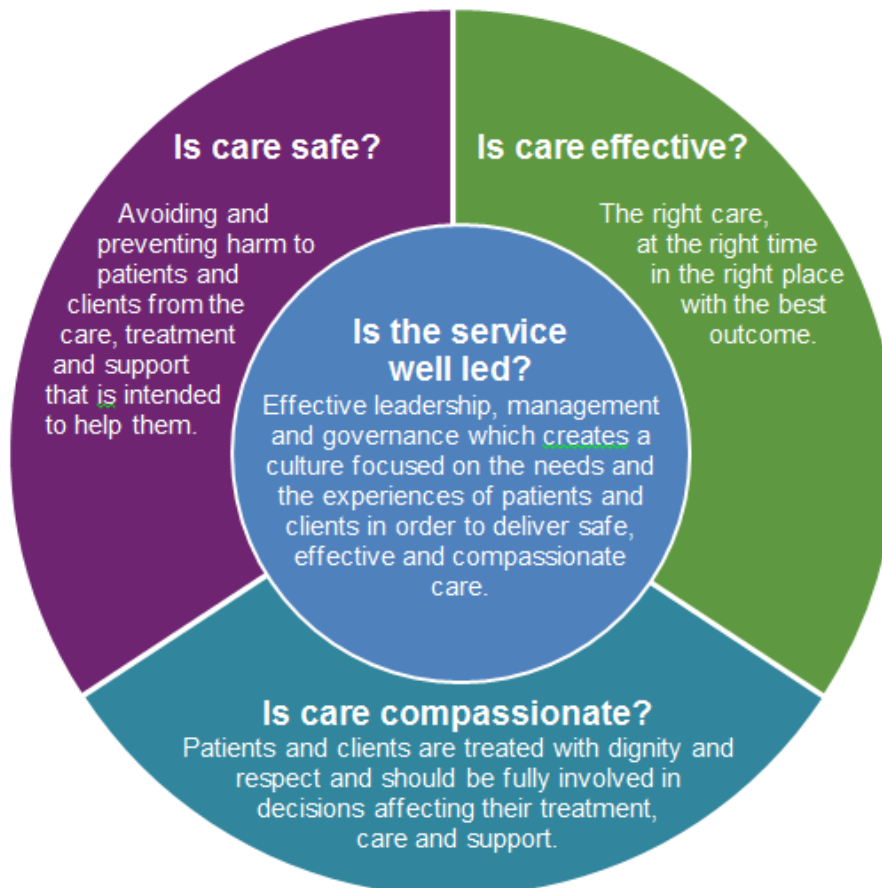 Is care safe?
Avoiding and
preventing harm to
patients and
clients from the
care, treatment
and support
that is intended
to help them.
Is care effective?
The right care,
at the right time
in the right place
with the best
outcome.
Is the service
well led?
Effective leadership, management
and governance which creates a
culture focused on the needs and
the experiences of patients and
clients in order to deliver safe,
effective and compassionate
care.
Is care compassionate?
Patients and clients are treated with dignity and
respect and should be fully involved in
decisions affecting their treatment,
care and support.